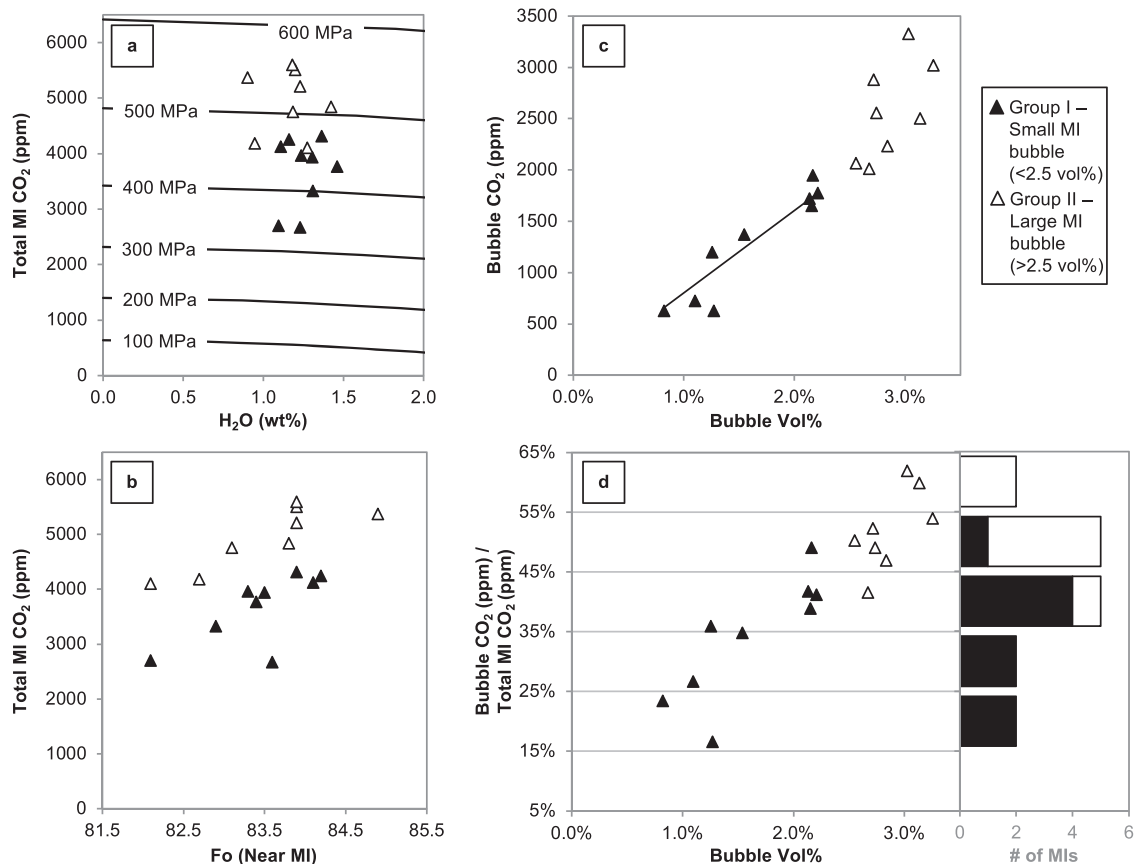 a
6000
5000
4000
3000
2000
1000
0
600 MPa
500 MPa
400 MPa
300 MPa
200 MPa
100 MPa
Total MI CO2 (ppm)
0.0
0.5
1.0
1.5
2.0
H2O (wt%)
c
3500
3000
2500
2000
1500
1000
500
0
Bubble CO2 (ppm)
0.0%
1.0%
2.0%
3.0%
Bubble Vol%
Group I –
Small MI
bubble
(<2.5 vol%)
Group II –
Large MI
bubble
(>2.5 vol%)
b
6000
5000
4000
3000
2000
1000
0
Total MI CO2 (ppm)
81.5
82.5
83.5
84.5
85.5
Fo (Near MI)
d
65%
55%
45%
35%
25%
15%
5%
Bubble CO2 (ppm) /
Total MI CO2 (ppm)
0.0%
1.0%
2.0%
3.0%
Bubble Vol%
0
2
4
6
# of MIs